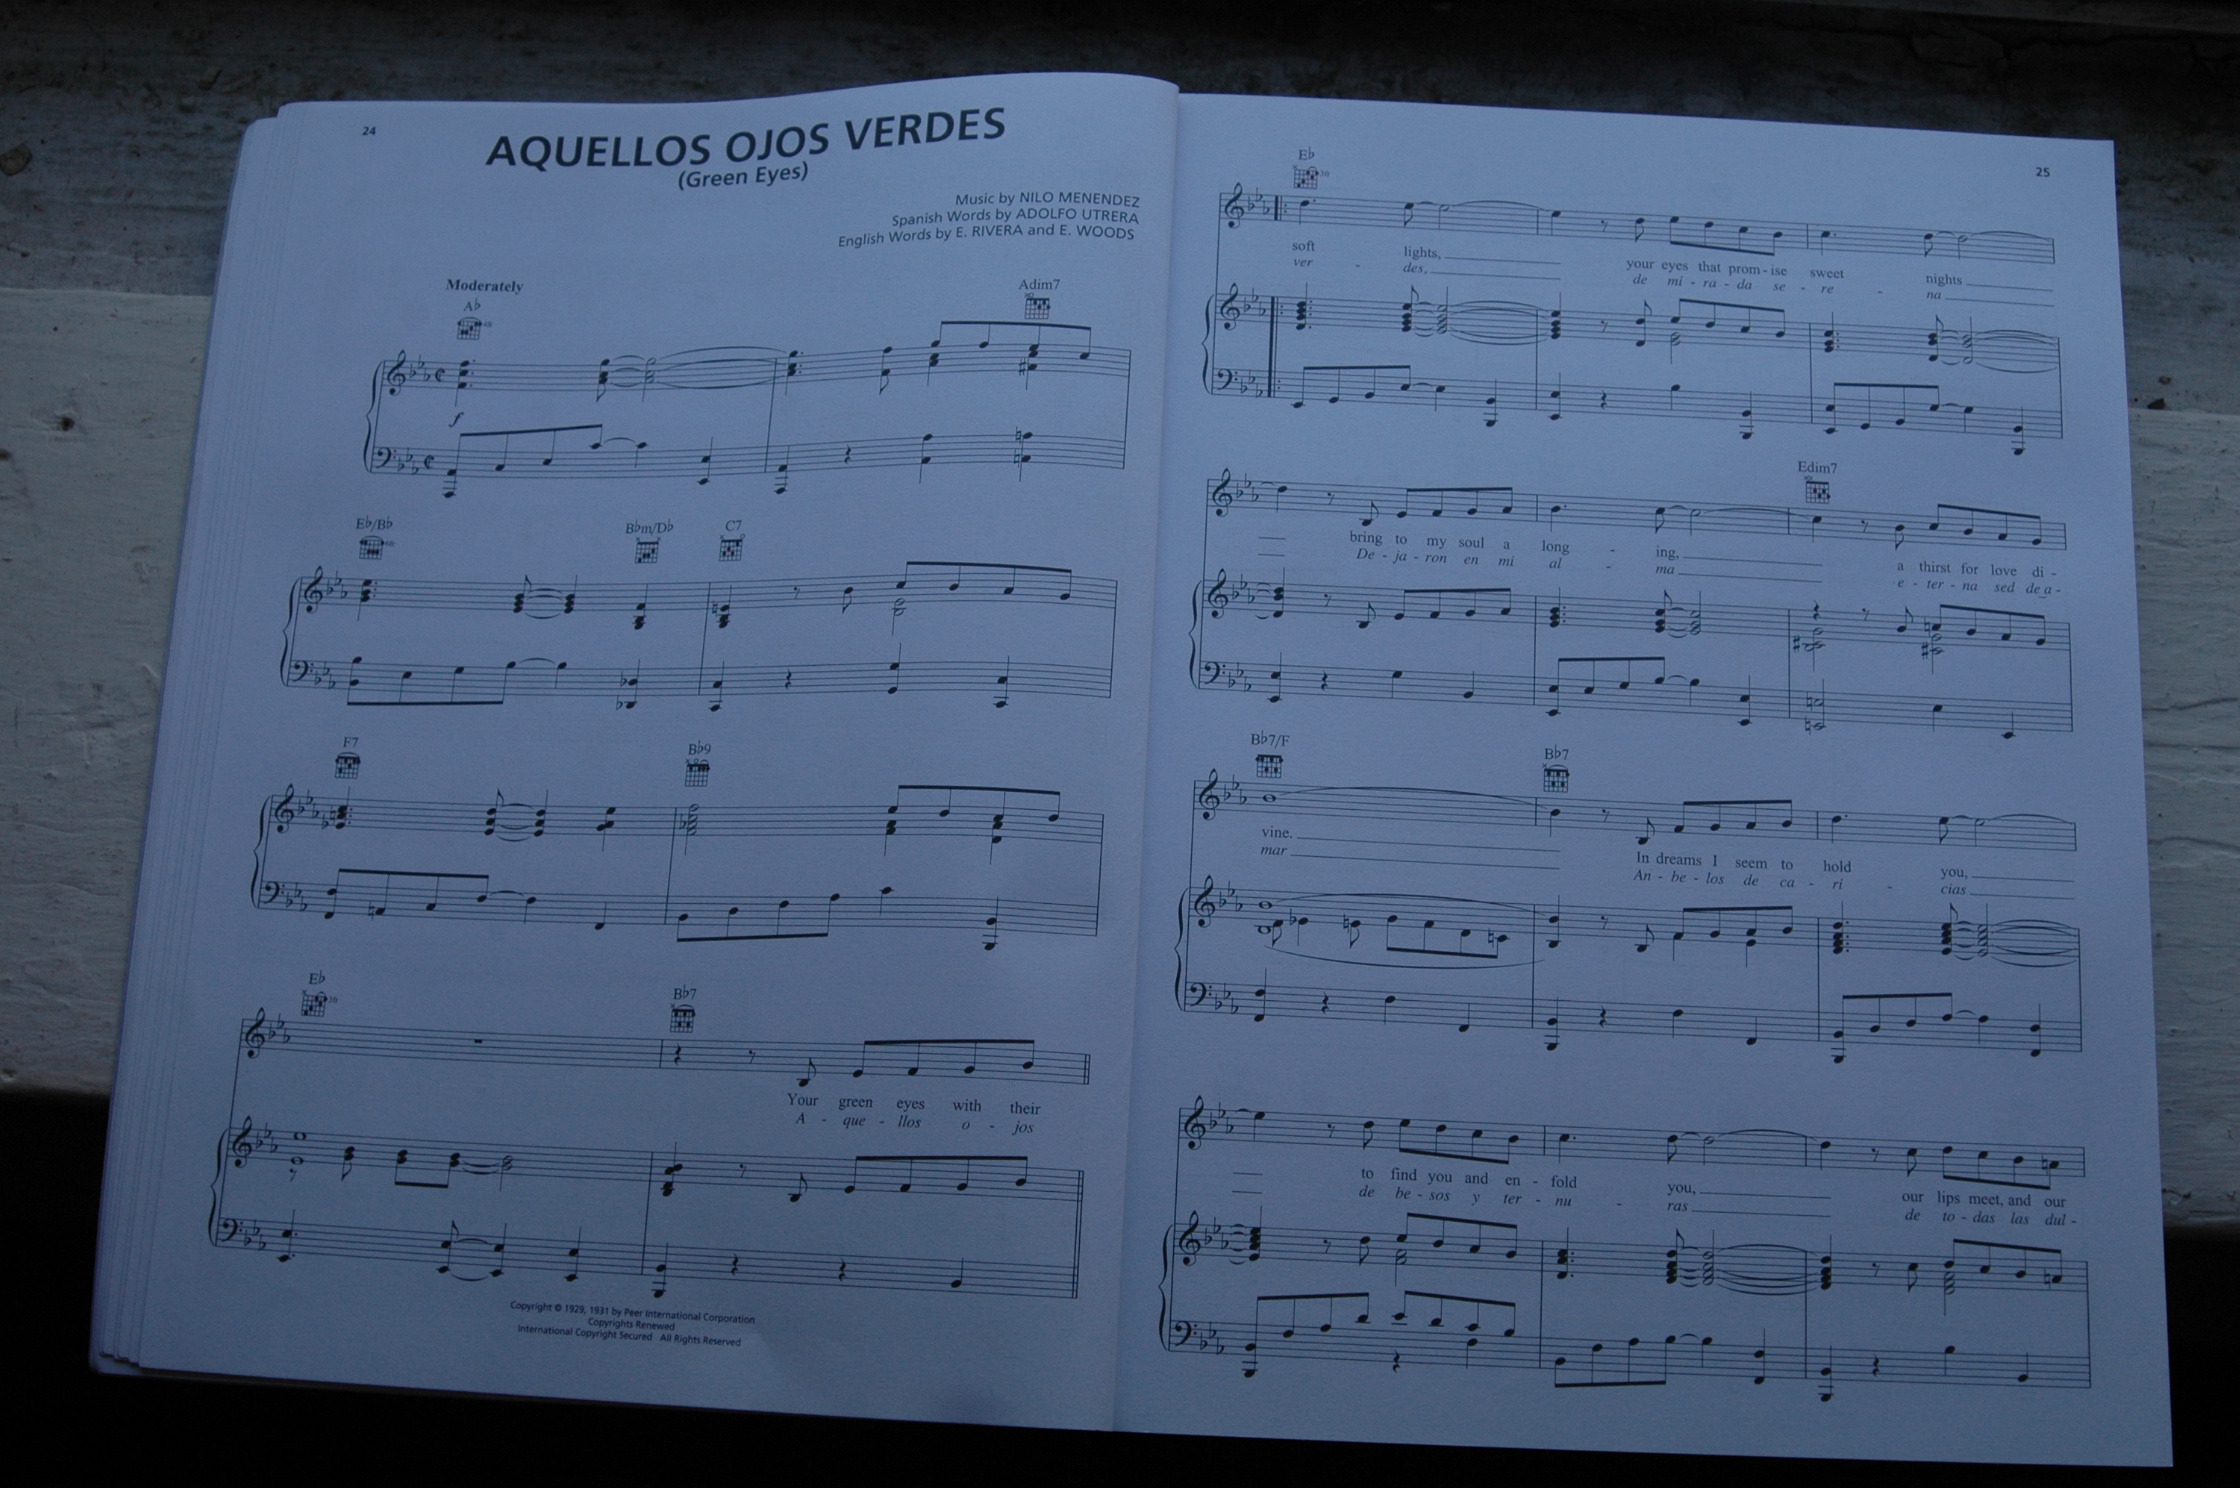 24
AQUELLOS OJOS VERDES
(Green Eyes)
Music by NILO MENENDEZ
Spanish Words by ADOLFO UTRERA
English Words by E. RIVERA and E. WOODS
Moderately
A♭ Adim7
f
E♭/B♭ B♭m/D♭ C7
F7 B♭9
E♭ B♭7
Your green eyes with their
A - que - llos o - jos
Copyright © 1929, 1931 by Peer International Corporation
Copyrights Renewed
International Copyright Secured All Rights Reserved
25
E♭
soft lights, your eyes that prom - ise sweet nights
ver - des, de mi - ra - da se - re - na
Edim7
bring to my soul a long - ing, a thirst for love di -
De - ja - ron en mi al - ma e - ter - na sed de a -
B♭7/F B♭7
vine. In dreams I seem to hold you,
mar An - he - los de ca - ri - cias
to find you and en - fold you, our lips meet, and our
de be - sos y ter - nu - ras de to - das las dul -